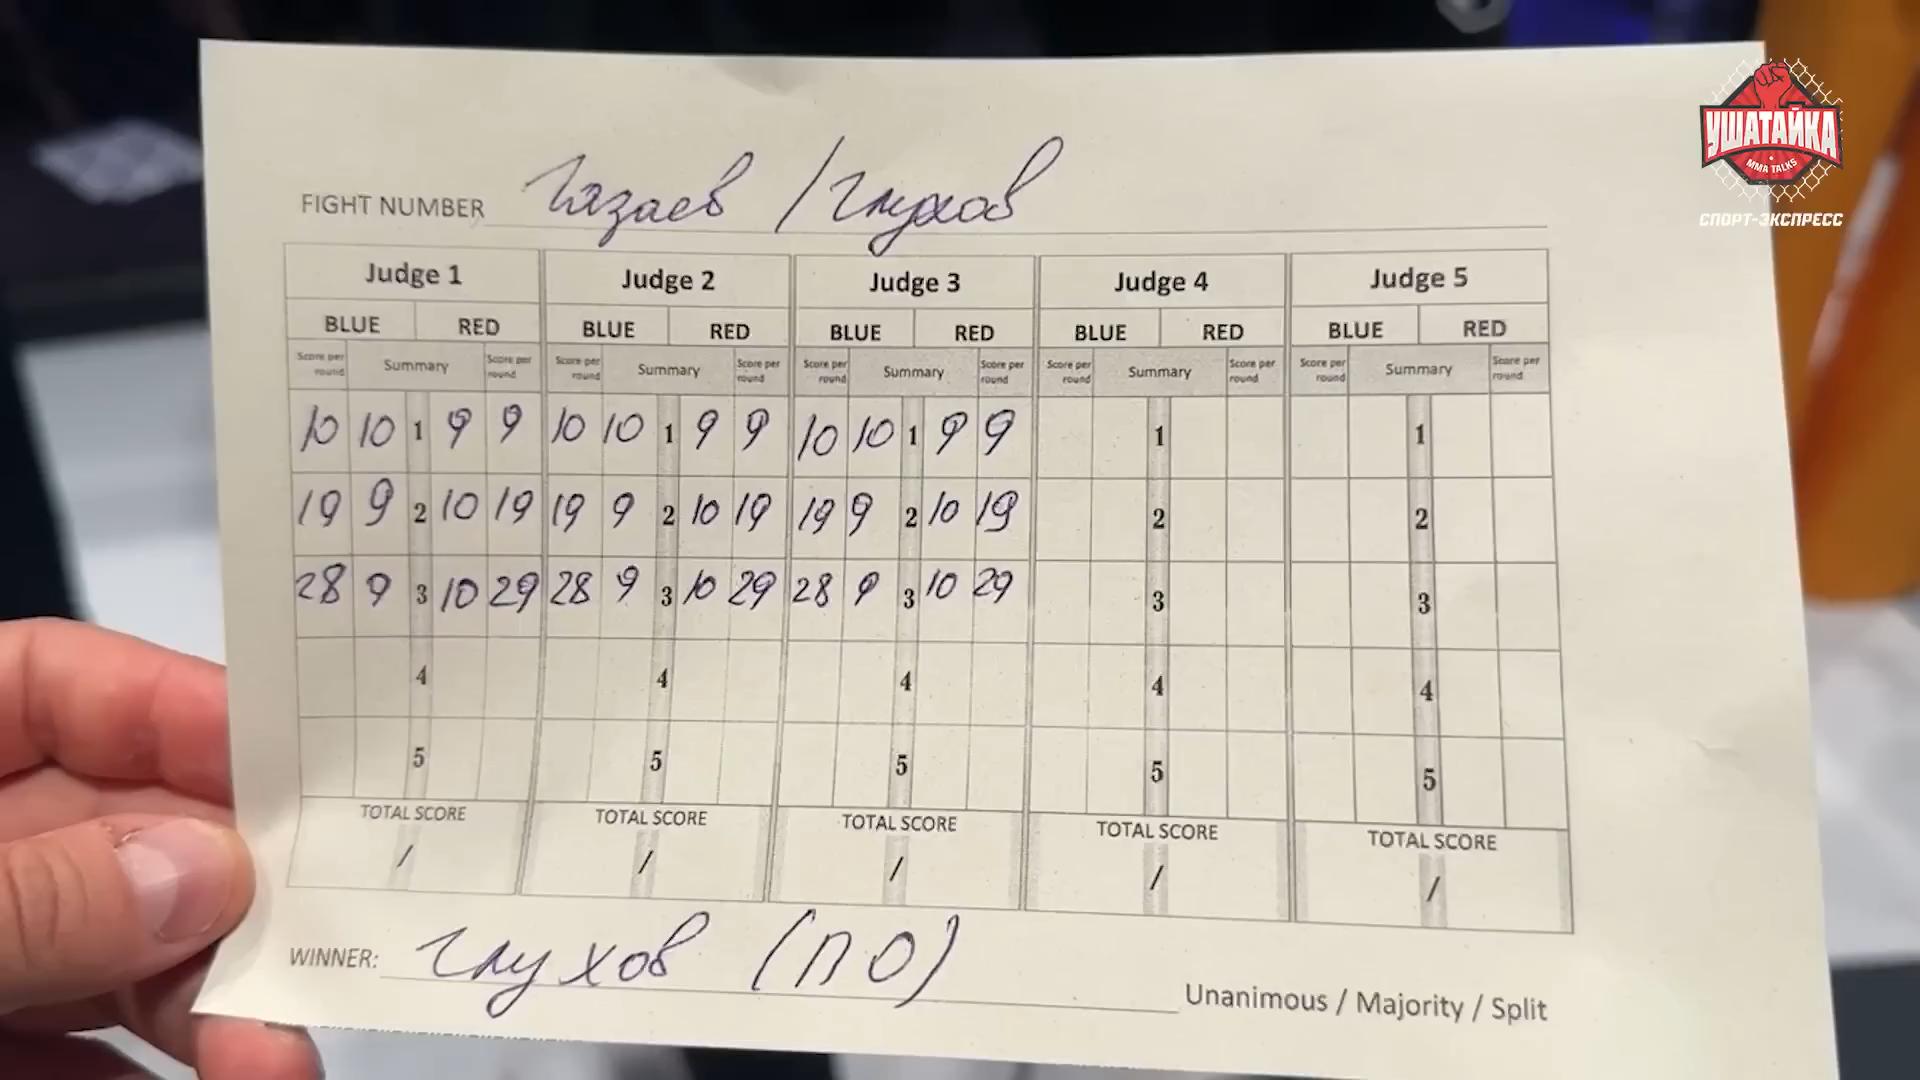 УШАТАЙКА
MMA TALKS
СПОРТ-ЭКСПРЕСС
FIGHT NUMBER Газаев / Глухов
Judge 1 Judge 2 Judge 3 Judge 4 Judge 5
BLUE RED BLUE RED BLUE RED BLUE RED BLUE RED
Score per round Summary Score per round Score per round Summary Score per round Score per round Summary Score per round Score per round Summary Score per round Score per round Summary Score per round
10 10 1 9 9 10 10 1 9 9 10 10 1 9 9 1 1
19 9 2 10 19 19 9 2 10 19 19 9 2 10 19 2 2
28 9 3 10 29 28 9 3 10 29 28 9 3 10 29 3 3
4 4 4 4 4
5 5 5 5 5
TOTAL SCORE TOTAL SCORE TOTAL SCORE TOTAL SCORE TOTAL SCORE
/ / / / /
WINNER: Глухов (ПО)
Unanimous / Majority / Split